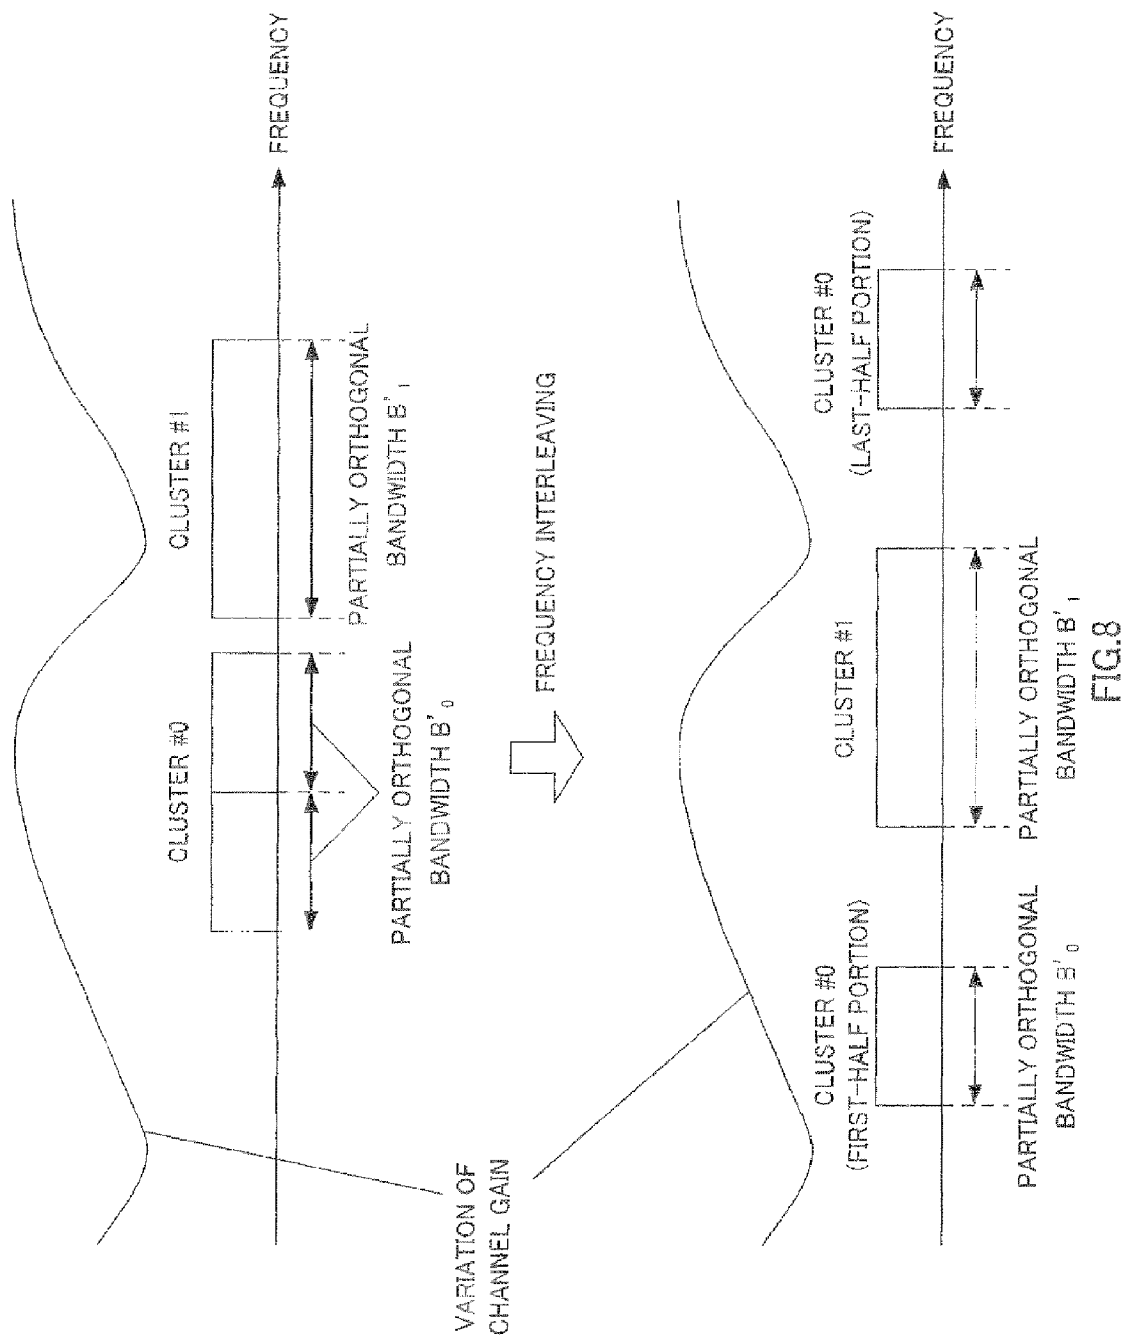 VARIATION OF
CHANNEL GAIN
CLUSTER #0
CLUSTER #1
FREQUENCY
PARTIALLY ORTHOGONAL
BANDWIDTH B'0
PARTIALLY ORTHOGONAL
BANDWIDTH B'1
FREQUENCY INTERLEAVING
CLUSTER #0
(FIRST-HALF PORTION)
CLUSTER #1
CLUSTER #0
(LAST-HALF PORTION)
FREQUENCY
PARTIALLY ORTHOGONAL
BANDWIDTH B'0
PARTIALLY ORTHOGONAL
BANDWIDTH B'1
FIG.8